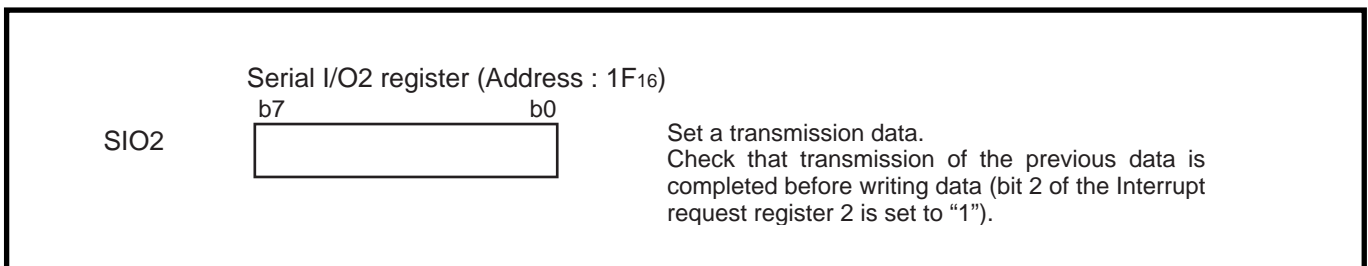 Serial I/O2 register (Address : 1F16)
b7 b0
SIO2
Set a transmission data.
Check that transmission of the previous data is
completed before writing data (bit 2 of the Interrupt
request register 2 is set to “1”).